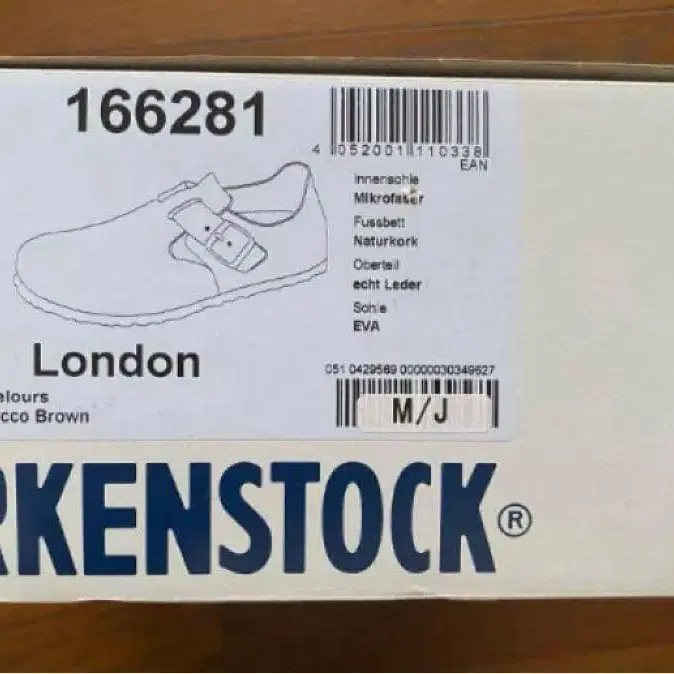 166281
4 052001 110338
EAN
Innensohle
Mikrofaser
Fussbett
Naturkork
Oberteil
echt Leder
Sohle
EVA
London
elours
cco Brown
051 0429569 00000030349627
M/J
RKENSTOCK®